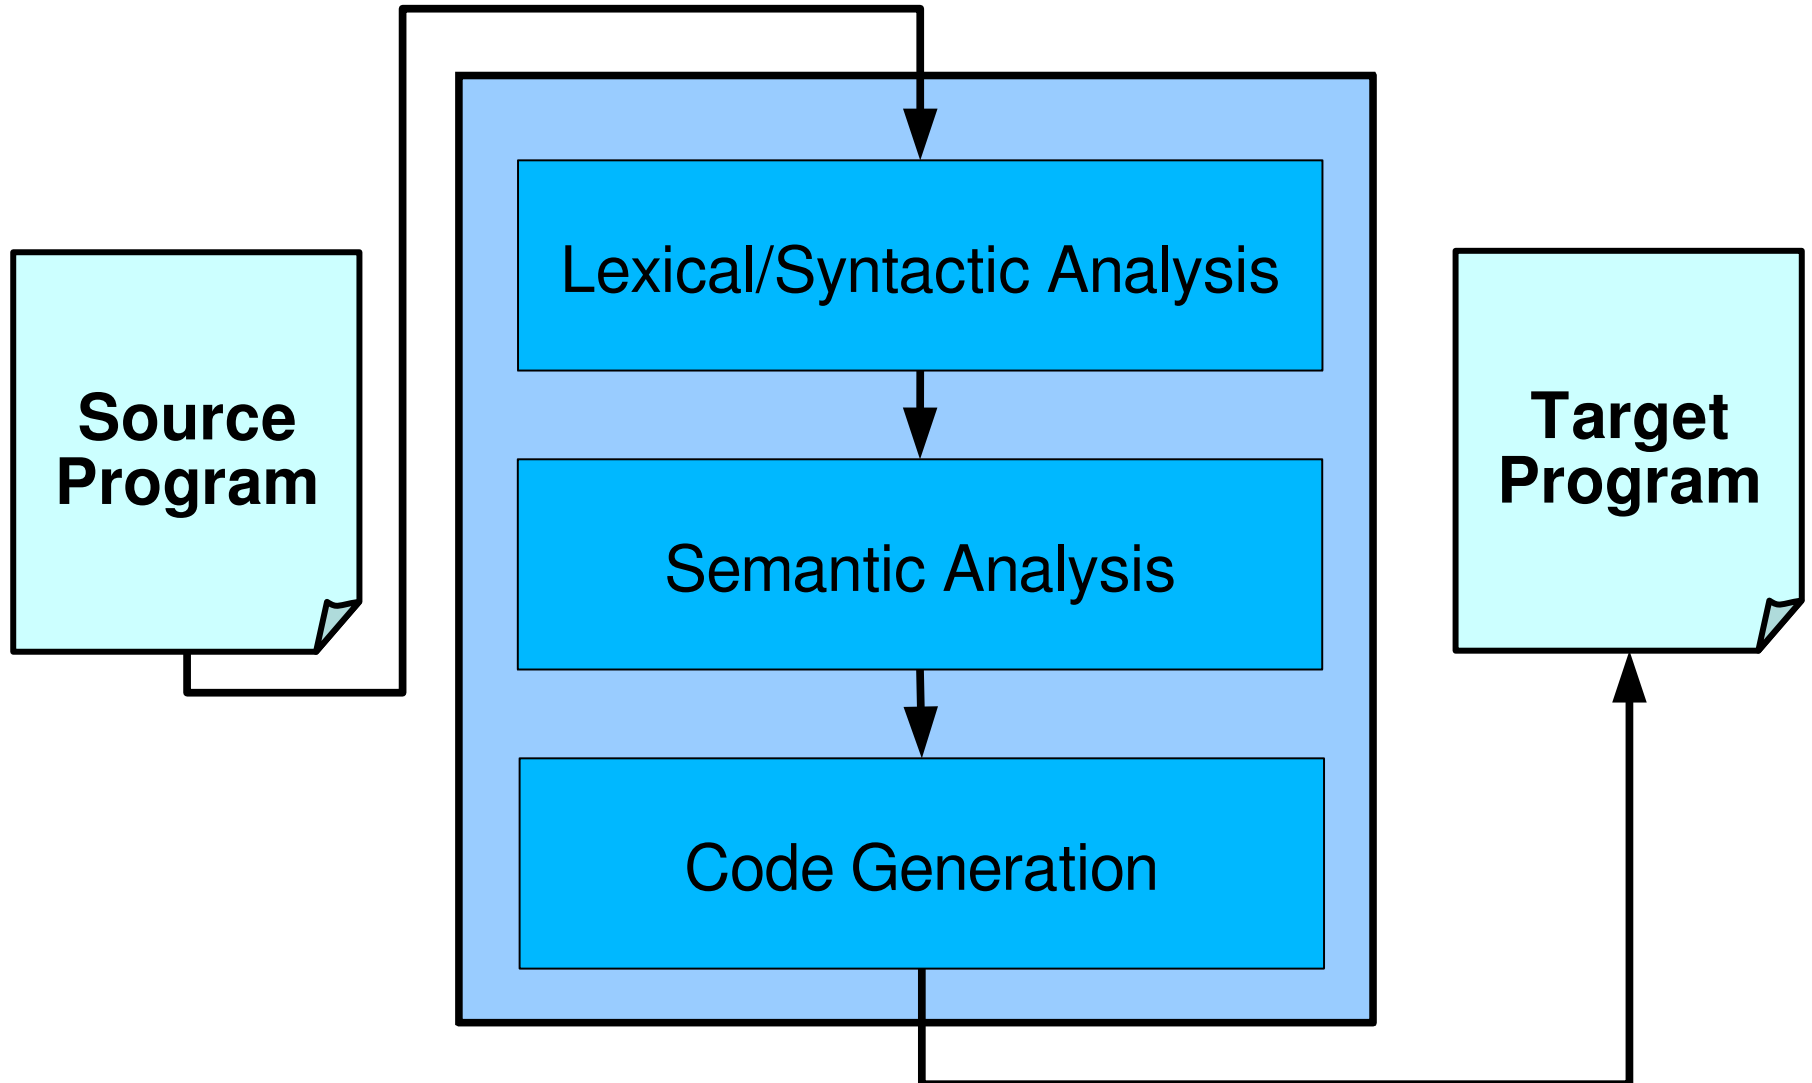 Source
Program
Lexical/Syntactic Analysis
Semantic Analysis
Code Generation
Target
Program